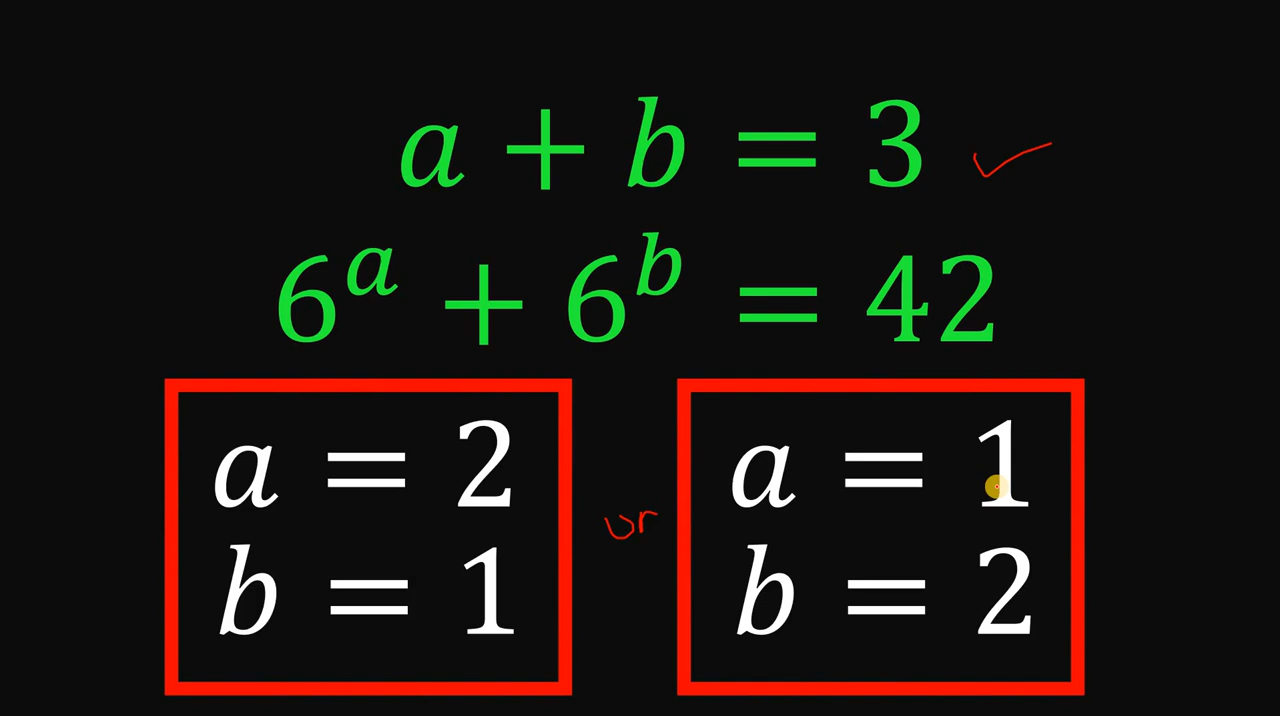 a + b = 3 ✓
6^a + 6^b = 42
a = 2
b = 1
or
a = 1
b = 2